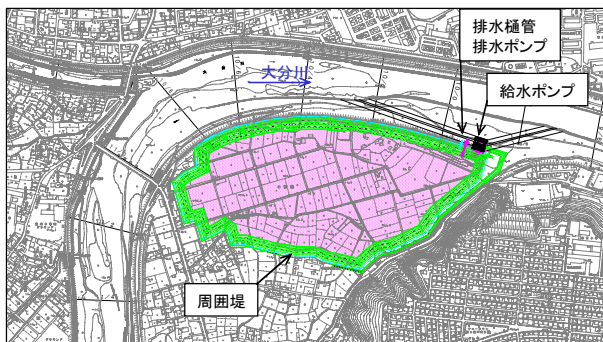 排水樋管
排水ポンプ
大分川
給水ポンプ
周囲堤